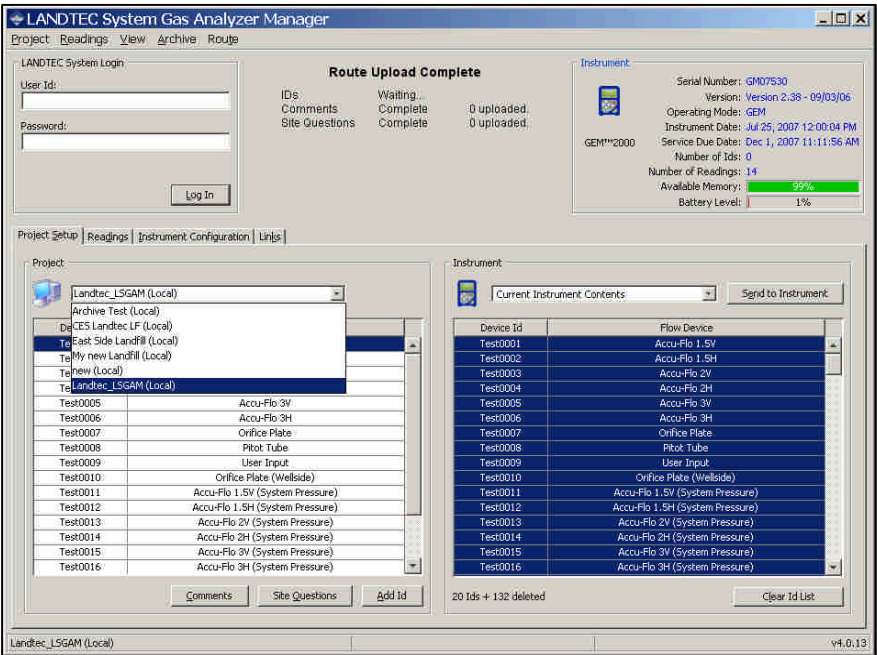 LANDTEC System Gas Analyzer Manager
Project Readings View Archive Route
LANDTEC System Login
User Id:
Password:
Log In
Route Upload Complete
IDs Waiting...
Comments Complete 0 uploaded.
Site Questions Complete 0 uploaded.
Instrument
GEM™2000
Serial Number: GM07530
Version: Version 2.38 - 09/03/06
Operating Mode: GEM
Instrument Date: Jul 25, 2007 12:00:04 PM
Service Due Date: Dec 1, 2007 11:11:56 AM
Number of Ids: 0
Number of Readings: 14
Available Memory: 99%
Battery Level: 1%
Project Setup Readings Instrument Configuration Links
Project
Landtec_LSGAM (Local)
Archive Test (Local)
CES Landtec LF (Local)
East Side Landfill (Local)
My new Landfill (Local)
new (Local)
Landtec_LSGAM (Local)
De
Te
Te
Te
Te
Test0005 Accu-Flo 3V
Test0006 Accu-Flo 3H
Test0007 Orifice Plate
Test0008 Pitot Tube
Test0009 User Input
Test0010 Orifice Plate (Wellside)
Test0011 Accu-Flo 1.5V (System Pressure)
Test0012 Accu-Flo 1.5H (System Pressure)
Test0013 Accu-Flo 2V (System Pressure)
Test0014 Accu-Flo 2H (System Pressure)
Test0015 Accu-Flo 3V (System Pressure)
Test0016 Accu-Flo 3H (System Pressure)
Comments Site Questions Add Id
Instrument
Current Instrument Contents Send to Instrument
Device Id Flow Device
Test0001 Accu-Flo 1.5V
Test0002 Accu-Flo 1.5H
Test0003 Accu-Flo 2V
Test0004 Accu-Flo 2H
Test0005 Accu-Flo 3V
Test0006 Accu-Flo 3H
Test0007 Orifice Plate
Test0008 Pitot Tube
Test0009 User Input
Test0010 Orifice Plate (Wellside)
Test0011 Accu-Flo 1.5V (System Pressure)
Test0012 Accu-Flo 1.5H (System Pressure)
Test0013 Accu-Flo 2V (System Pressure)
Test0014 Accu-Flo 2H (System Pressure)
Test0015 Accu-Flo 3V (System Pressure)
Test0016 Accu-Flo 3H (System Pressure)
20 Ids + 132 deleted Clear Id List
Landtec_LSGAM (Local) v4.0.13